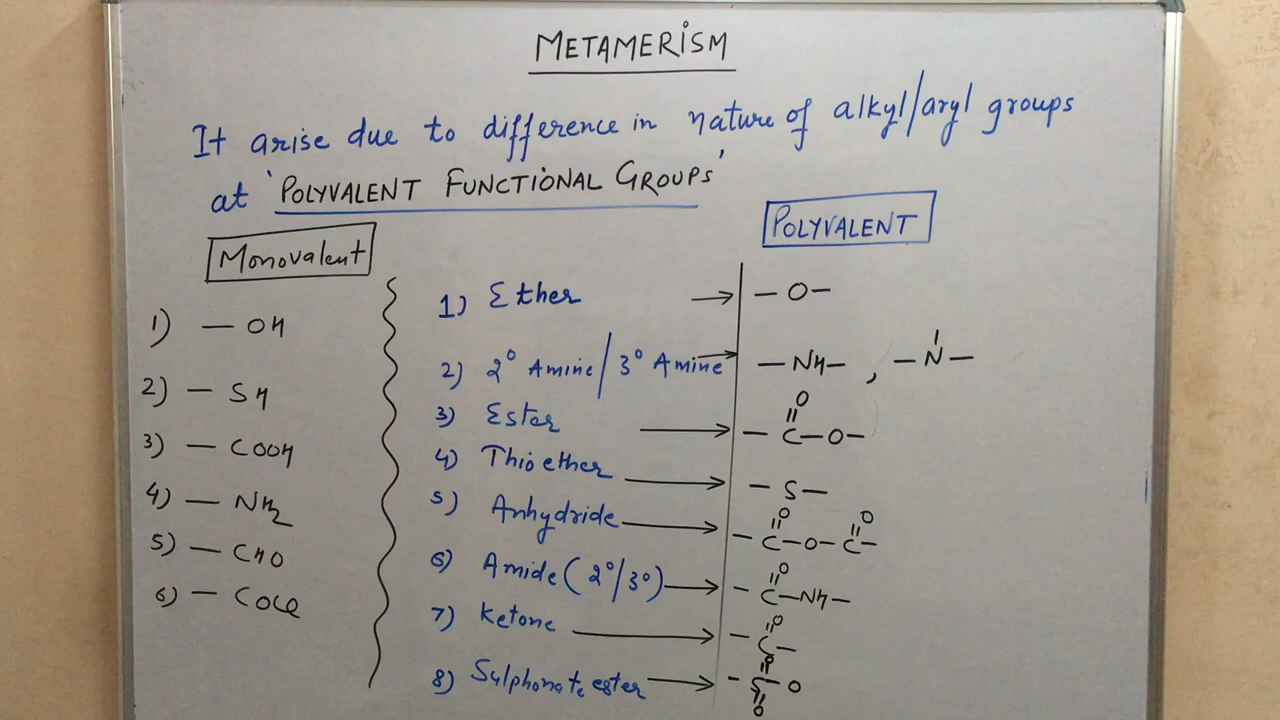 METAMERISM
It arise due to difference in nature of alkyl/aryl groups
at 'POLYVALENT FUNCTIONAL GROUPS'
Monovalent
1) — OH
2) — SH
3) — COOH
4) — NH2
5) — CHO
6) — COCl
POLYVALENT
1) Ether → — O —
2) 2° Amine / 3° Amine → — NH — , — N —
3) Ester → — C — O —
O
4) Thio ether → — S —
5) Anhydride → — C — O — C —
O O
6) Amide (2°/3°) → — C — NH —
O
7) Ketone → — C —
O
8) Sulphonate ester → — S — O
O
O